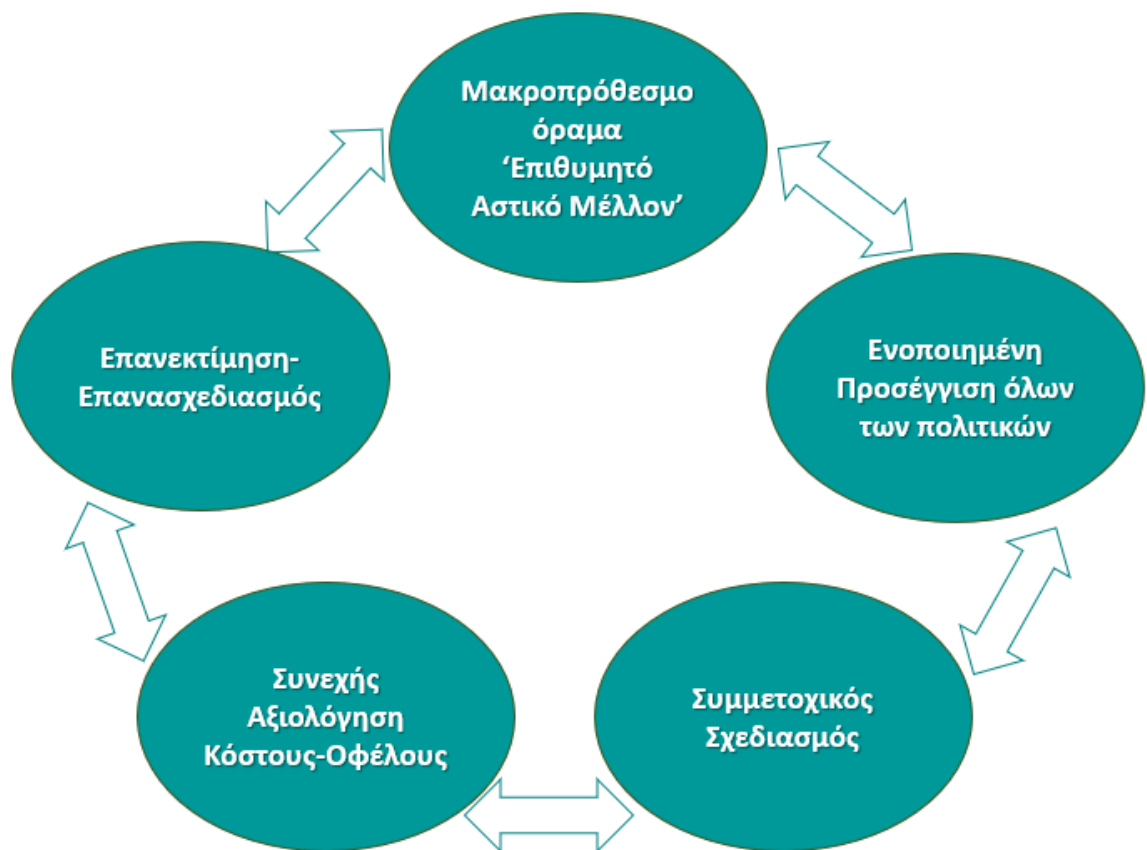 Μακροπρόθεσμο
όραμα
‘Επιθυμητό
Αστικό Μέλλον’
Ενοποιημένη
Προσέγγιση όλων
των πολιτικών
Συμμετοχικός
Σχεδιασμός
Συνεχής
Αξιολόγηση
Κόστους-Οφέλους
Επανεκτίμηση-
Επανασχεδιασμός